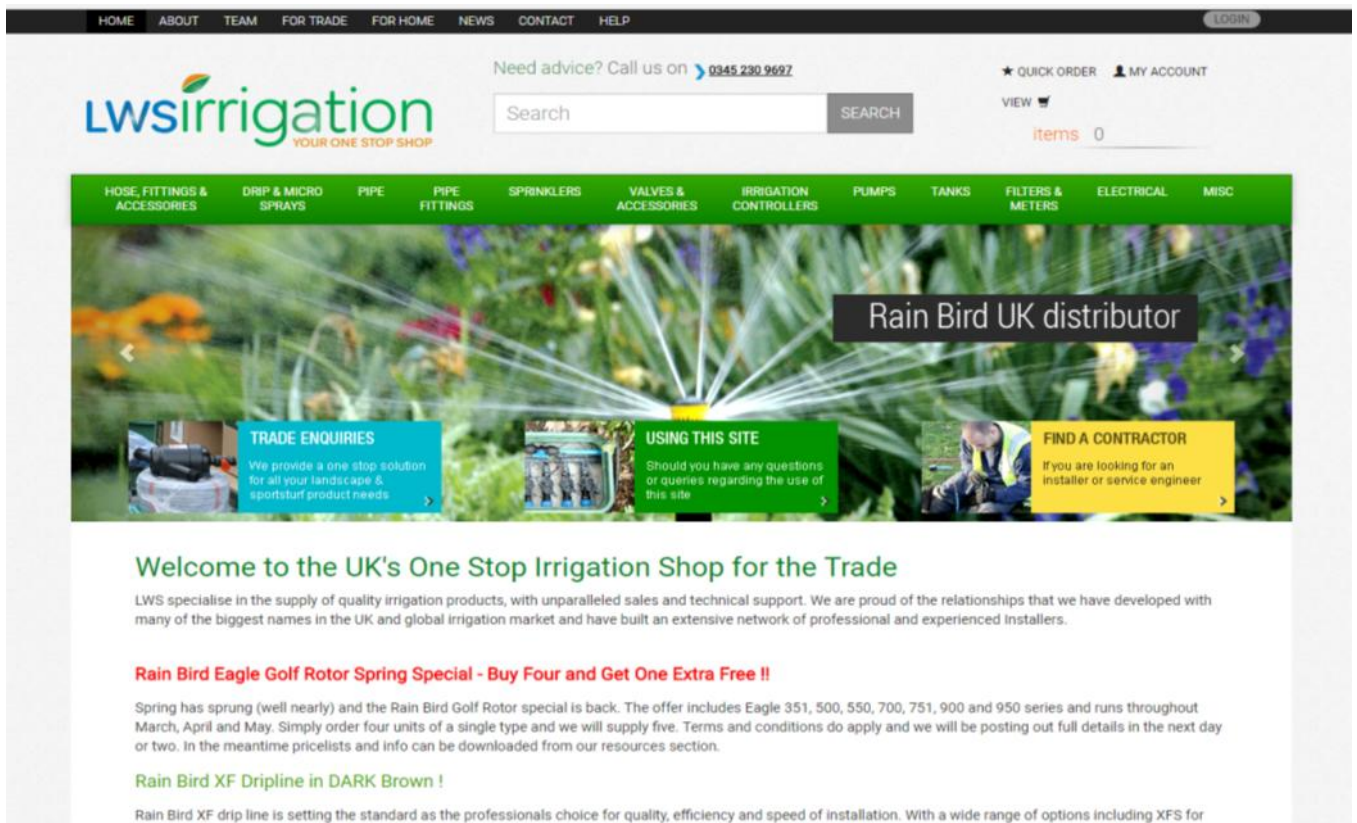 HOME ABOUT TEAM FOR TRADE FOR HOME NEWS CONTACT HELP LOGIN
Need advice? Call us on 0345 230 9697
QUICK ORDER MY ACCOUNT
LWSirrigation
YOUR ONE STOP SHOP
Search SEARCH
VIEW
items 0
HOSE, FITTINGS &
ACCESSORIES
DRIP & MICRO
SPRAYS
PIPE
PIPE
FITTINGS
SPRINKLERS
VALVES &
ACCESSORIES
IRRIGATION
CONTROLLERS
PUMPS
TANKS
FILTERS &
METERS
ELECTRICAL
MISC
Rain Bird UK distributor
TRADE ENQUIRIES
We provide a one stop solution
for all your landscape &
sportsturf product needs
USING THIS SITE
Should you have any questions
or queries regarding the use of
this site
FIND A CONTRACTOR
If you are looking for an
installer or service engineer
Welcome to the UK's One Stop Irrigation Shop for the Trade
LWS specialise in the supply of quality irrigation products, with unparalleled sales and technical support. We are proud of the relationships that we have developed with
many of the biggest names in the UK and global irrigation market and have built an extensive network of professional and experienced Installers.
Rain Bird Eagle Golf Rotor Spring Special - Buy Four and Get One Extra Free !!
Spring has sprung (well nearly) and the Rain Bird Golf Rotor special is back. The offer includes Eagle 351, 500, 550, 700, 751, 900 and 950 series and runs throughout
March, April and May. Simply order four units of a single type and we will supply five. Terms and conditions do apply and we will be posting out full details in the next day
or two. In the meantime pricelists and info can be downloaded from our resources section.
Rain Bird XF Dripline in DARK Brown !
Rain Bird XF drip line is setting the standard as the professionals choice for quality, efficiency and speed of installation. With a wide range of options including XFS for